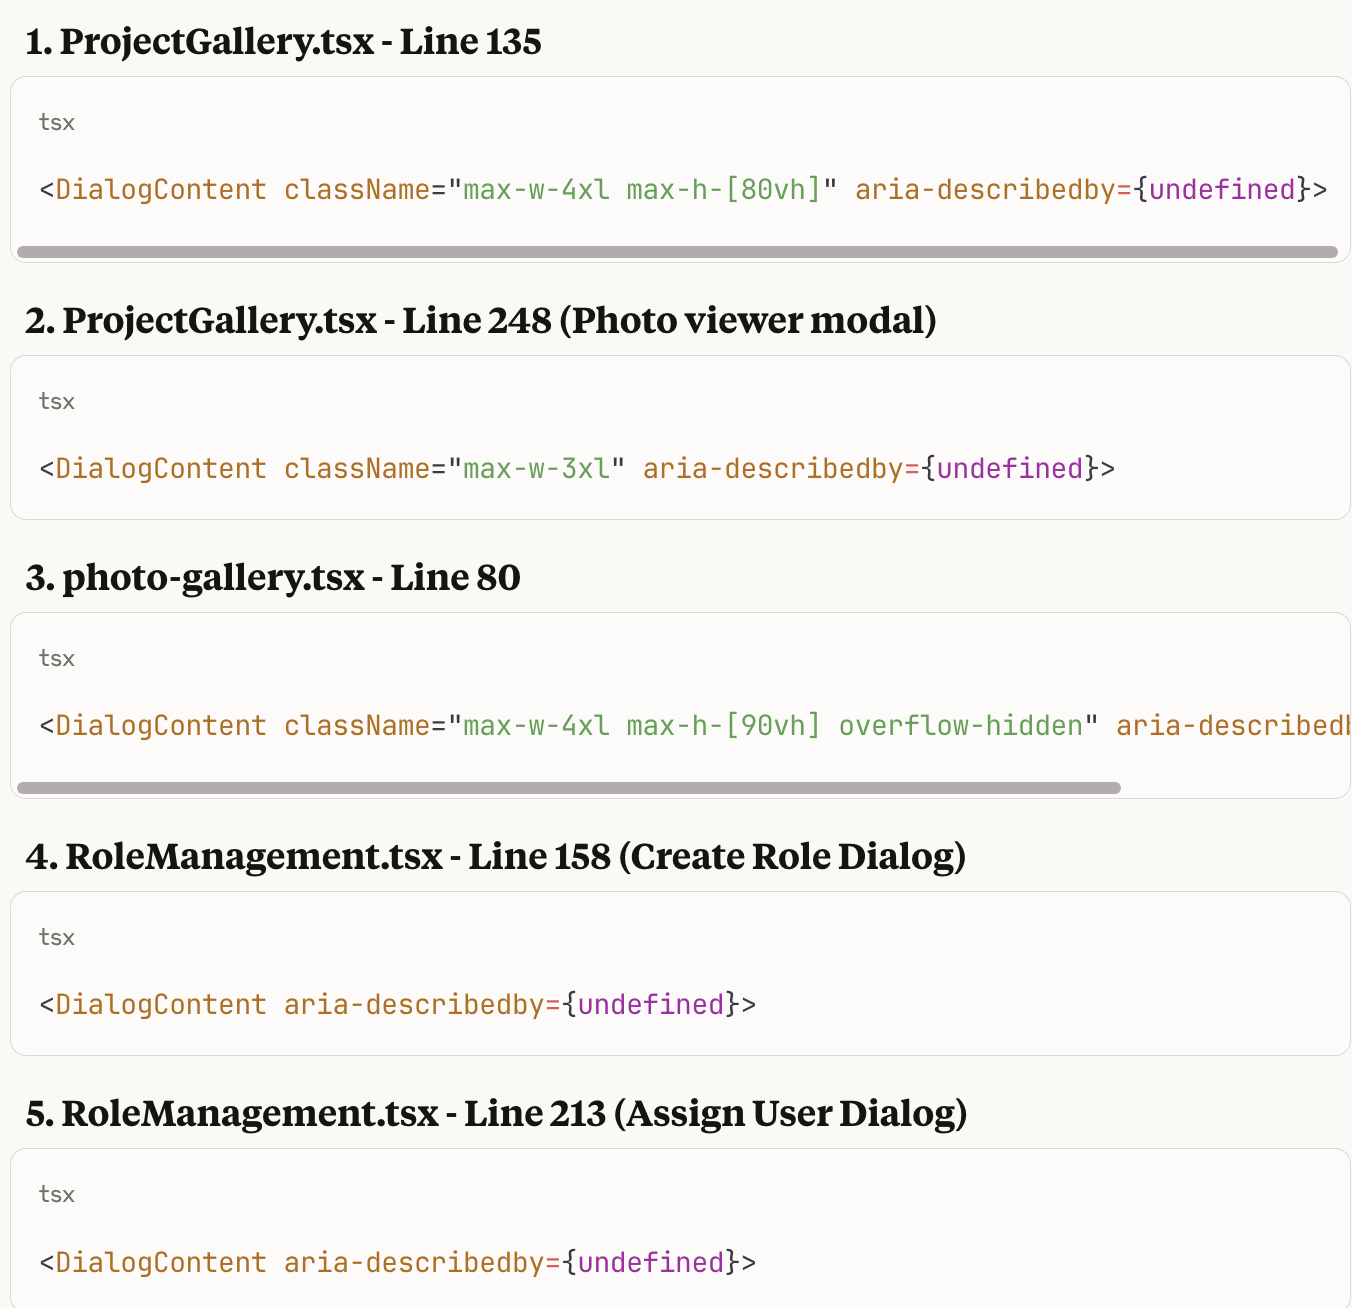 1. ProjectGallery.tsx - Line 135
tsx
<DialogContent className="max-w-4xl max-h-[80vh]" aria-describedby={undefined}>
2. ProjectGallery.tsx - Line 248 (Photo viewer modal)
tsx
<DialogContent className="max-w-3xl" aria-describedby={undefined}>
3. photo-gallery.tsx - Line 80
tsx
<DialogContent className="max-w-4xl max-h-[90vh] overflow-hidden" aria-described
4. RoleManagement.tsx - Line 158 (Create Role Dialog)
tsx
<DialogContent aria-describedby={undefined}>
5. RoleManagement.tsx - Line 213 (Assign User Dialog)
tsx
<DialogContent aria-describedby={undefined}>